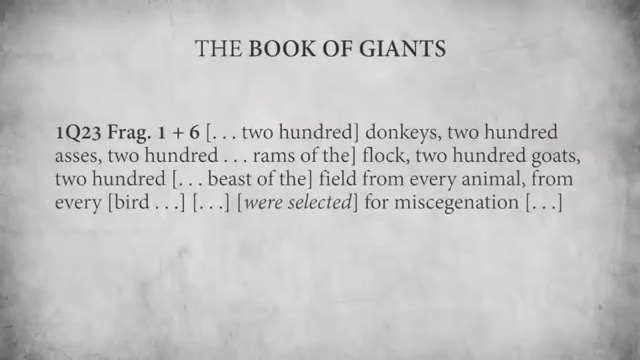 THE BOOK OF GIANTS
1Q23 Frag. 1 + 6 [. . . two hundred] donkeys, two hundred
asses, two hundred . . . rams of the] flock, two hundred goats,
two hundred [. . . beast of the] field from every animal, from
every [bird . . .] [. . .] [were selected] for miscegenation [. . .]